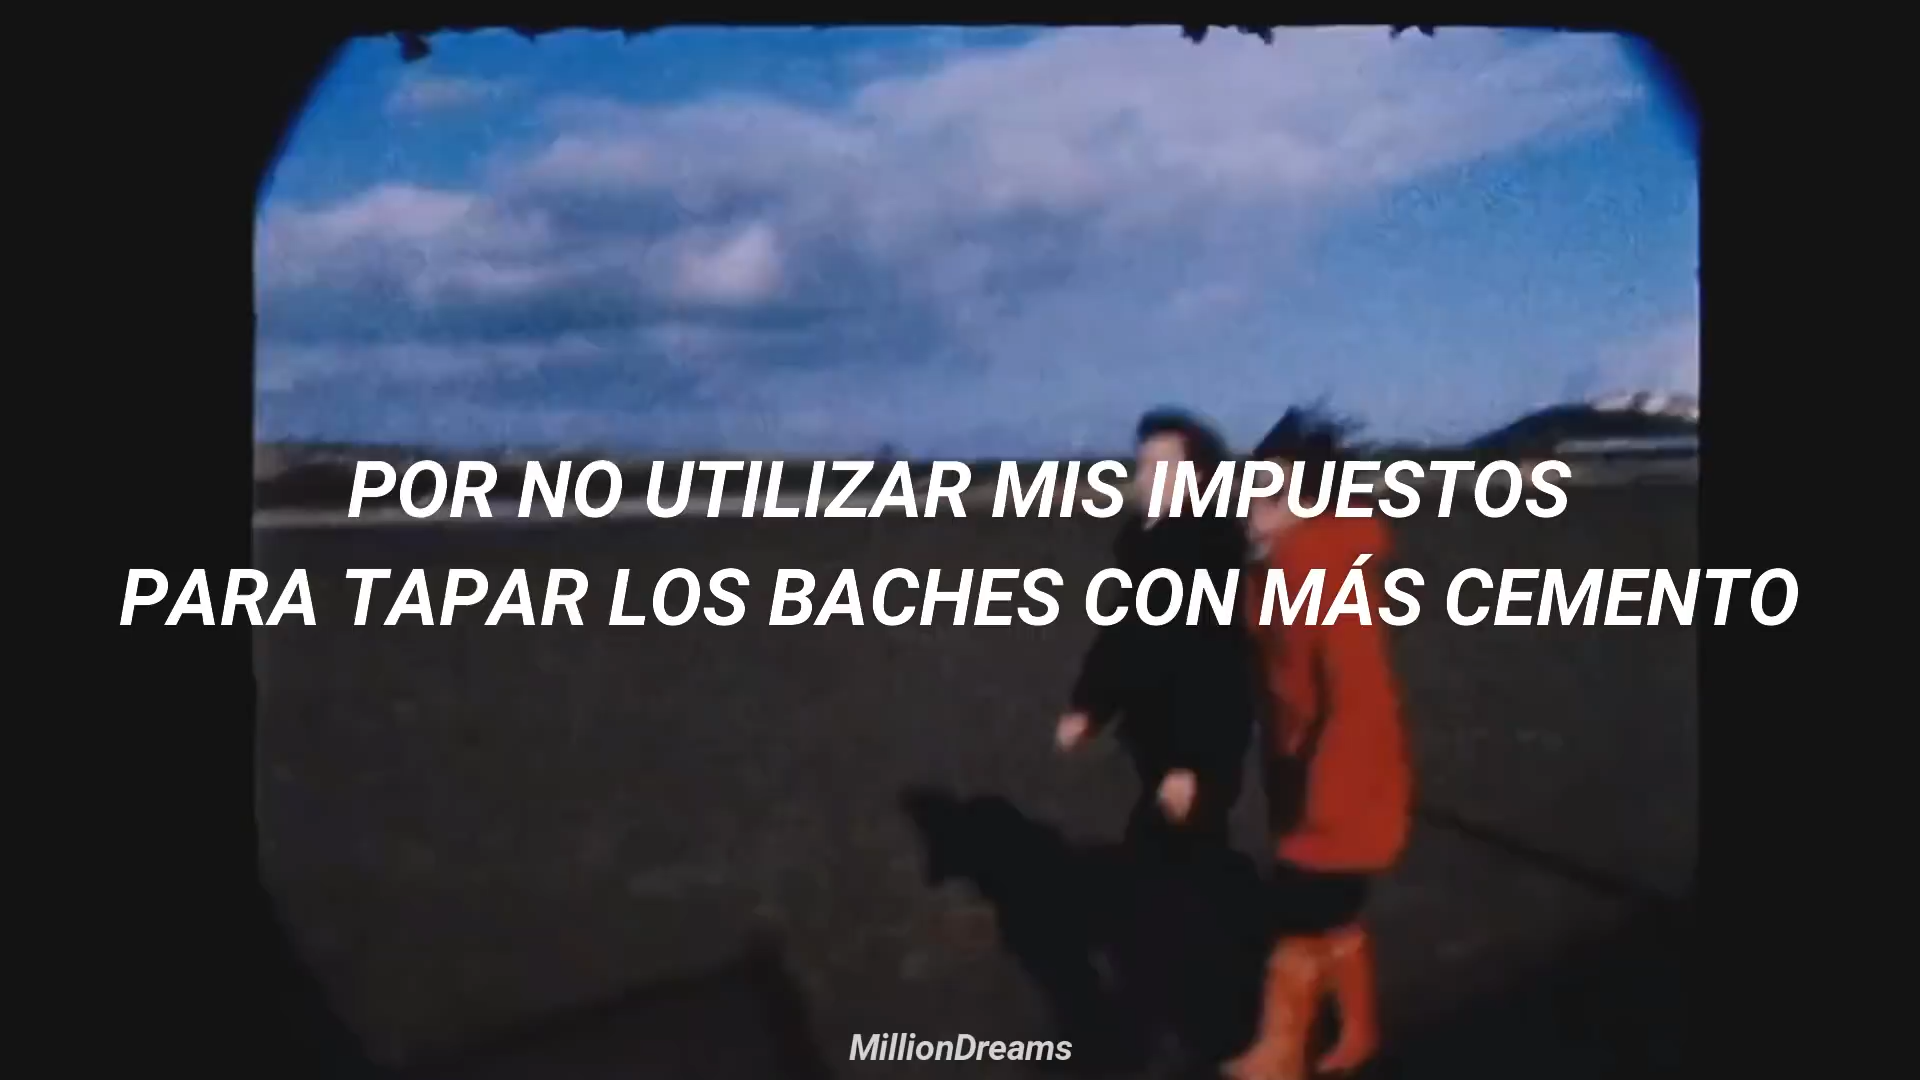 POR NO UTILIZAR MIS IMPUESTOS
PARA TAPAR LOS BACHES CON MÁS CEMENTO
MillionDreams